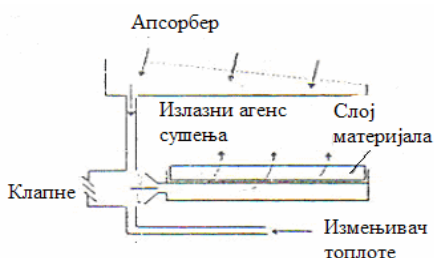 Апсорбер
Излазни агенс
сушења
Слој
материјала
Клапне
Измењивач
топлоте